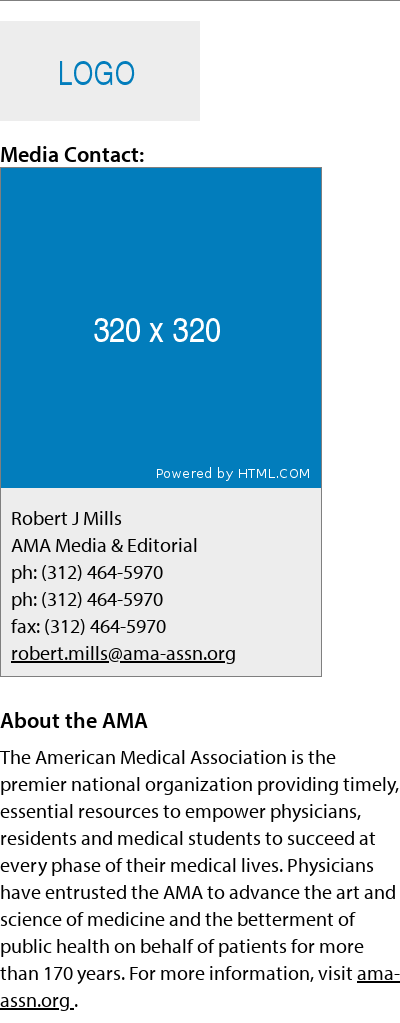 LOGO
Media Contact:
320 x 320
Powered by HTML.COM
Robert J Mills
AMA Media & Editorial
ph: (312) 464-5970
ph: (312) 464-5970
fax: (312) 464-5970
robert.mills@ama-assn.org
About the AMA
The American Medical Association is the
premier national organization providing timely,
essential resources to empower physicians,
residents and medical students to succeed at
every phase of their medical lives. Physicians
have entrusted the AMA to advance the art and
science of medicine and the betterment of
public health on behalf of patients for more
than 170 years. For more information, visit ama-
assn.org .